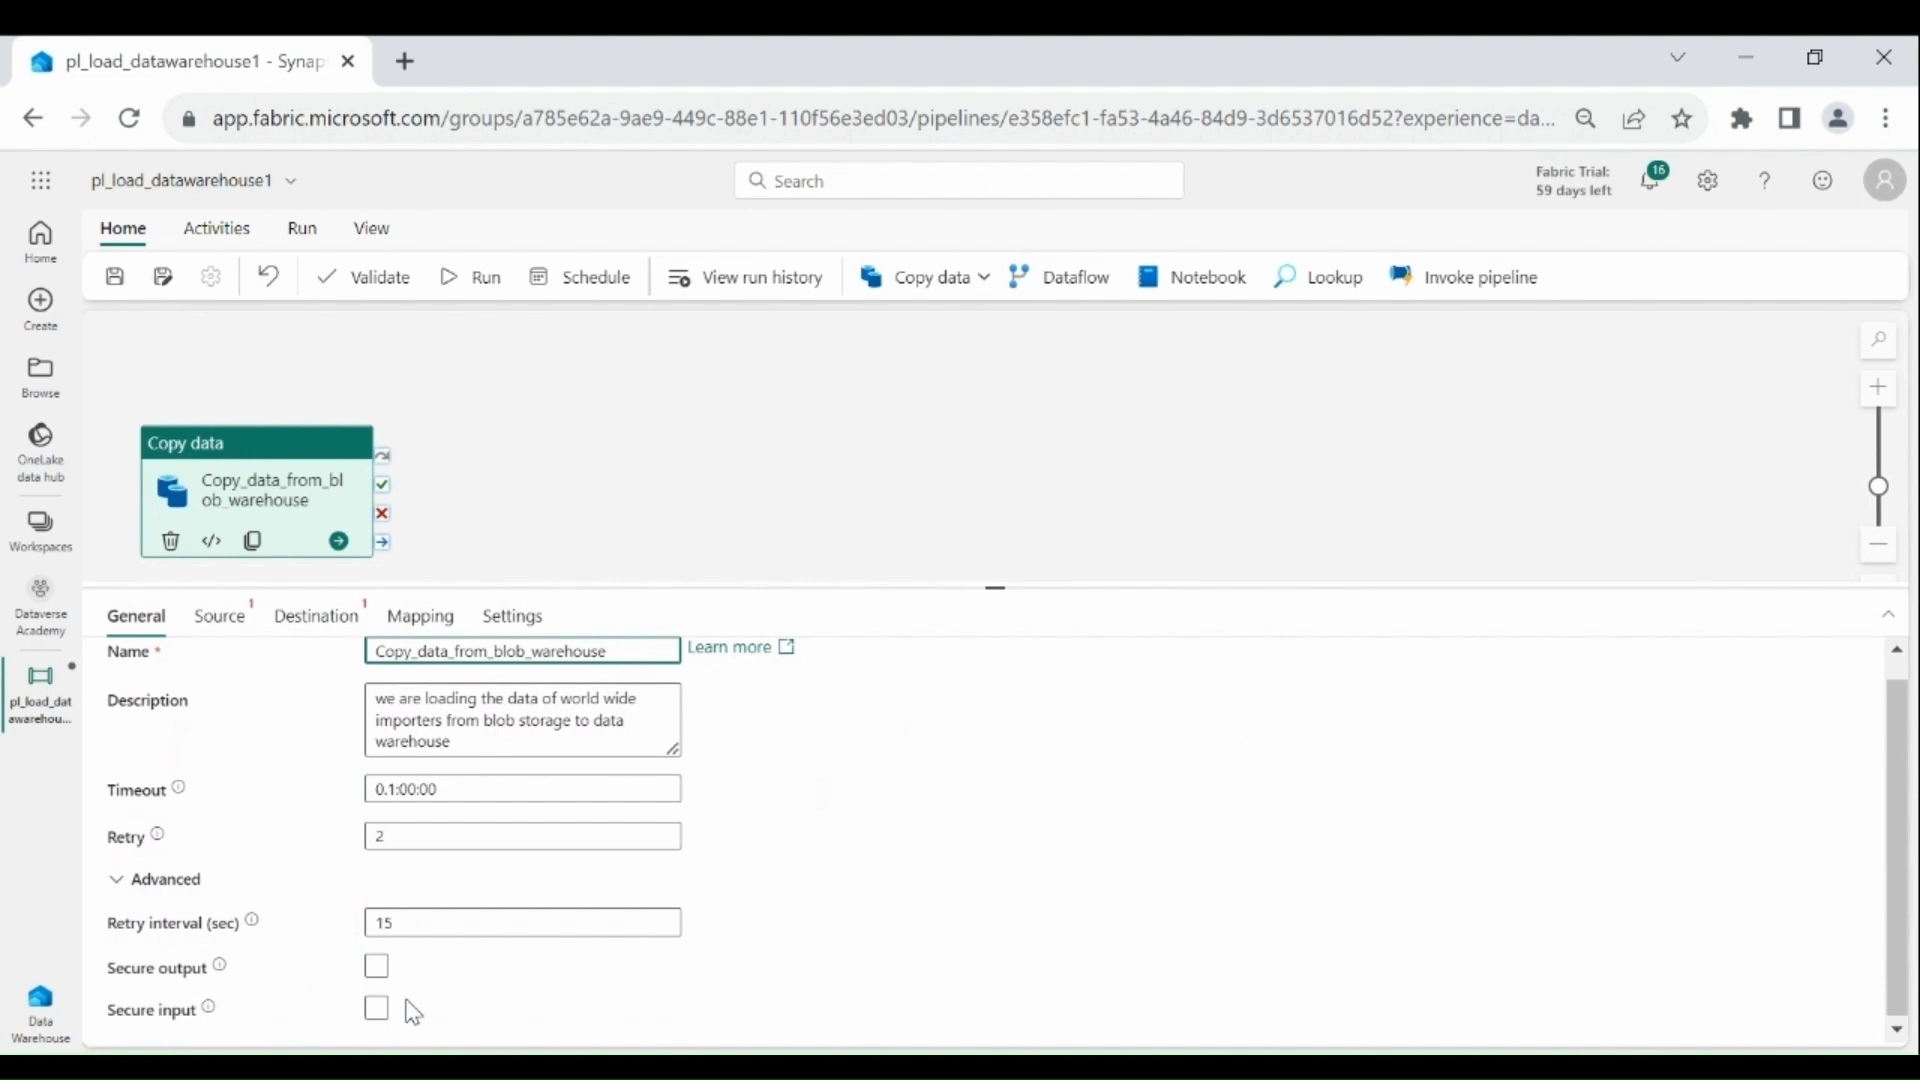 pl_load_datawarehouse1 - Synap
app.fabric.microsoft.com/groups/a785e62a-9ae9-449c-88e1-110f56e3ed03/pipelines/e358efc1-fa53-4a46-84d9-3d6537016d52?experience=da...
pl_load_datawarehouse1
Search
Fabric Trial:
59 days left
16
Home Activities Run View
Validate Run Schedule View run history Copy data Dataflow Notebook Lookup Invoke pipeline
Home
Create
Browse
OneLake
data hub
Workspaces
Dataverse
Academy
pl_load_dat
awarehou...
Data
Warehouse
Copy data
Copy_data_from_bl
ob_warehouse
General Source 1 Destination 1 Mapping Settings
Name * Copy_data_from_blob_warehouse Learn more
Description
we are loading the data of world wide
importers from blob storage to data
warehouse
Timeout 0.1:00:00
Retry 2
Advanced
Retry interval (sec) 15
Secure output
Secure input